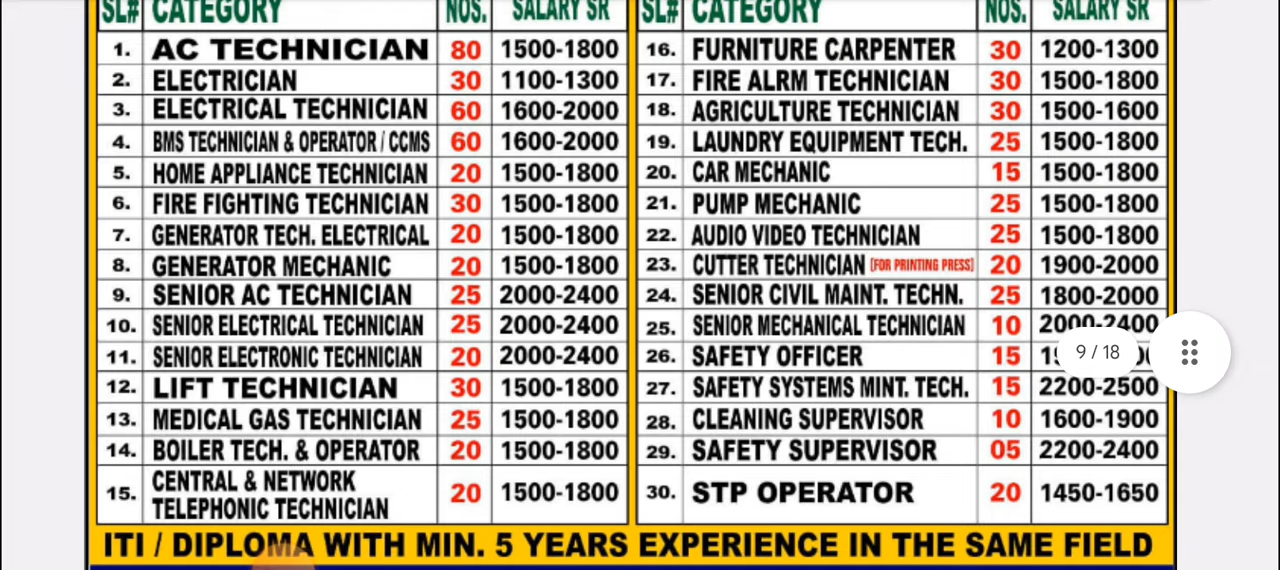 SL# CATEGORY NOS. SALARY SR
1. AC TECHNICIAN 80 1500-1800
2. ELECTRICIAN 30 1100-1300
3. ELECTRICAL TECHNICIAN 60 1600-2000
4. BMS TECHNICIAN & OPERATOR / CCMS 60 1600-2000
5. HOME APPLIANCE TECHNICIAN 20 1500-1800
6. FIRE FIGHTING TECHNICIAN 30 1500-1800
7. GENERATOR TECH. ELECTRICAL 20 1500-1800
8. GENERATOR MECHANIC 20 1500-1800
9. SENIOR AC TECHNICIAN 25 2000-2400
10. SENIOR ELECTRICAL TECHNICIAN 25 2000-2400
11. SENIOR ELECTRONIC TECHNICIAN 20 2000-2400
12. LIFT TECHNICIAN 30 1500-1800
13. MEDICAL GAS TECHNICIAN 25 1500-1800
14. BOILER TECH. & OPERATOR 20 1500-1800
15. CENTRAL & NETWORK
TELEPHONIC TECHNICIAN 20 1500-1800
SL# CATEGORY NOS. SALARY SR
16. FURNITURE CARPENTER 30 1200-1300
17. FIRE ALRM TECHNICIAN 30 1500-1800
18. AGRICULTURE TECHNICIAN 30 1500-1600
19. LAUNDRY EQUIPMENT TECH. 25 1500-1800
20. CAR MECHANIC 15 1500-1800
21. PUMP MECHANIC 25 1500-1800
22. AUDIO VIDEO TECHNICIAN 25 1500-1800
23. CUTTER TECHNICIAN (FOR PRINTING PRESS) 20 1900-2000
24. SENIOR CIVIL MAINT. TECHN. 25 1800-2000
25. SENIOR MECHANICAL TECHNICIAN 10 2000-2400
26. SAFETY OFFICER 15
9 / 18
27. SAFETY SYSTEMS MINT. TECH. 15 2200-2500
28. CLEANING SUPERVISOR 10 1600-1900
29. SAFETY SUPERVISOR 05 2200-2400
30. STP OPERATOR 20 1450-1650
ITI / DIPLOMA WITH MIN. 5 YEARS EXPERIENCE IN THE SAME FIELD